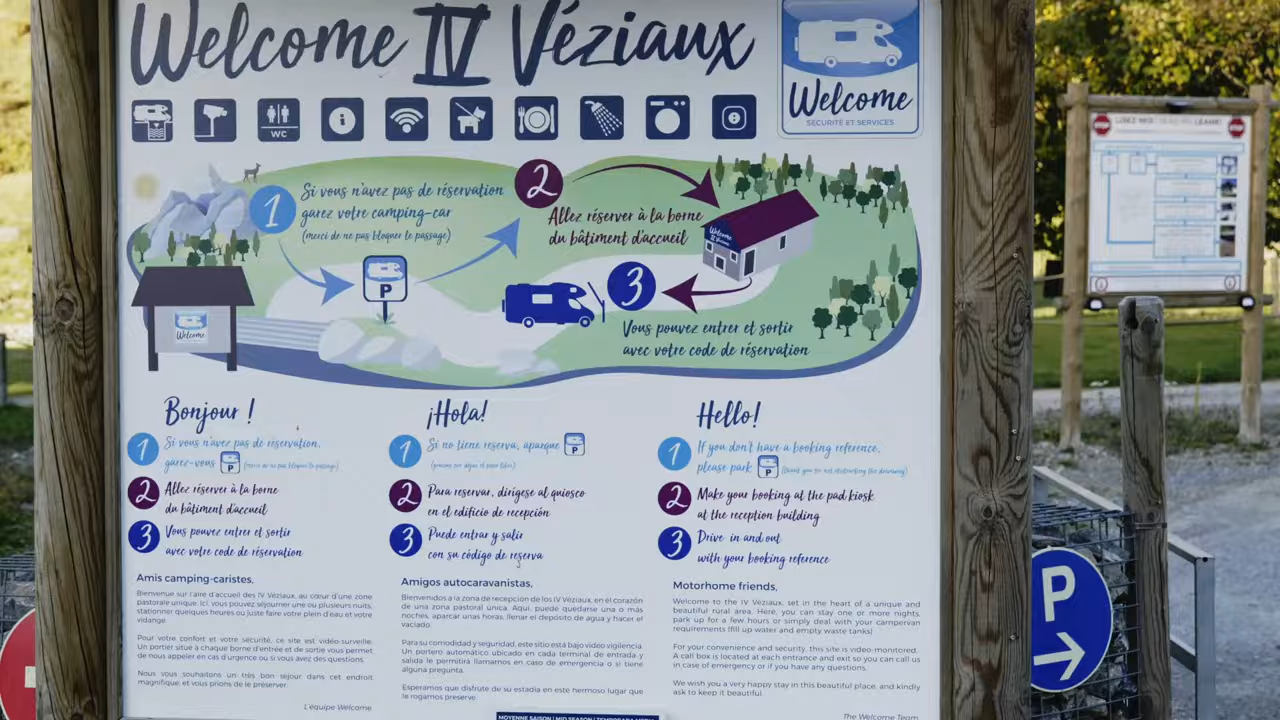 Welcome IV Véziaux
WC
i
Welcome
SÉCURITÉ ET SERVICES
1
Si vous n'avez pas de réservation
garez votre camping-car
(merci de ne pas bloquer le passage)
2
Allez réserver à la borne
du bâtiment d'accueil
P
Welcome
3
Vous pouvez entrer et sortir
avec votre code de réservation
Welcome
Bonjour !
1 Si vous n'avez pas de réservation,
garez-vous P (merci de ne pas bloquer le passage)
2 Allez réserver à la borne
du bâtiment d'accueil
3 Vous pouvez entrer et sortir
avec votre code de réservation
Amis camping-caristes,
Bienvenue sur l'aire d'accueil des IV Véziaux, au cœur d'une zone
pastorale unique. Ici, vous pouvez séjourner une ou plusieurs nuits,
stationner quelques heures ou juste faire votre plein d'eau et votre
vidange.
Pour votre confort et votre sécurité, ce site est vidéo-surveillé.
Un portier situé à chaque borne d'entrée et de sortie vous permet
de nous appeler en cas d'urgence ou si vous avez des questions.
Nous vous souhaitons un très bon séjour dans cet endroit
magnifique, et vous prions de le préserver.
L'équipe Welcome
¡Hola!
1 Si no tiene reserva, aparque P
2 Para reservar, dirígese al quiosco
en el edificio de recepción
3 Puede entrar y salir
con su código de reserva
Amigos autocaravanistas,
Bienvenidos a la zona de recepción de los IV Véziaux, en el corazón
de una zona pastoral única. Aquí, puede quedarse una o más
noches, aparcar unas horas, llenar el depósito de agua y hacer el
vaciado.
Para su comodidad y seguridad, este sitio está bajo vídeo vigilencia.
Un portero automático ubicado en cada terminal de entrada y
salida le permitirá llamarnos en caso de emergencia o si tiene
alguna pregunta.
Esperamos que disfrute de su estadía en este hermoso lugar que
le rogamos preserve.
Hello!
1 If you don't have a booking reference,
please park P (thank you for not obstructing the driveway)
2 Make your booking at the pad kiosk
at the reception building
3 Drive in and out
with your booking reference
Motorhome friends,
Welcome to the IV Véziaux, set in the heart of a unique and
beautiful rural area. Here, you can stay one or more nights,
park up for a few hours or simply deal with your campervan
requirements (fill up water and empty waste tanks)
For your convenience and security, this site is video-monitored.
A call box is located at each entrance and exit so you can call us
in case of emergency or if you have any questions.
We wish you a very happy stay in this beautiful place, and kindly
ask to keep it beautiful.
The Welcome Team
MOYENNE SAISON | MID SEASON | TEMPORADA MEDIA
STOP
STOP
P